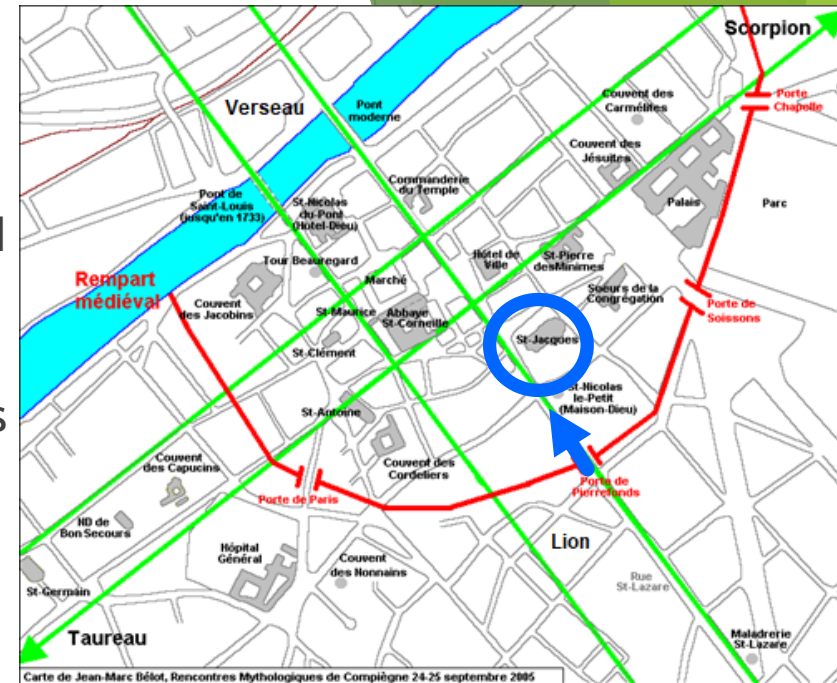 Scorpion
Porte
Chapelle
Couvent des
Carmélites
Verseau
Pont
moderne
Couvent des
Jésuites
Commanderie
du Temple
Palais
Parc
Pont de
Saint-Louis
(jusqu'en 1733)
St-Nicolas
du-Pont
(Hotel-Dieu)
Tour Beauregard
Hôtel de
Ville
St-Pierre
desMinimes
Marché
Soeurs de la
Congrégation
Rempart
médiéval
Couvent
des Jacobins
St-Maurice
Abbaye
St-Corneille
Porte de
Soissons
St-Jacques
St-Clément
St-Nicolas
le-Petit
(Maison-Dieu)
St-Antoine
Couvent
des Capucins
Couvent des
Cordeliers
Porte de Paris
Porte de
Pierrefonds
ND de
Bon Secours
Lion
Hôpital
Général
Couvent
des Nonnains
Rue
St-Lazare
St-Germain
Taureau
Maladrerie
St-Lazare
Carte de Jean-Marc Bélot, Rencontres Mythologiques de Compiègne 24-25 septembre 2005